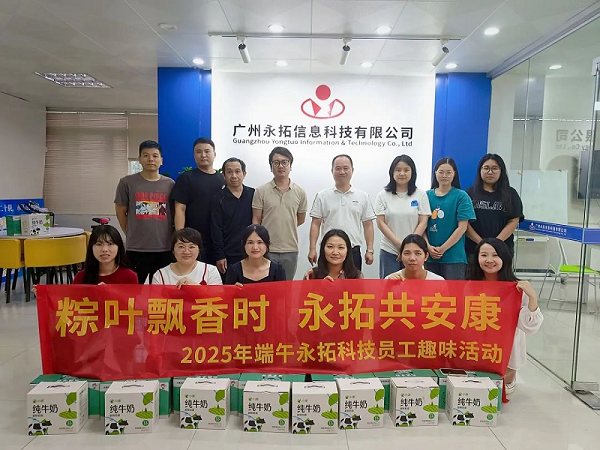 广州永拓信息科技有限公司
Guangzhou Yongtuo Information & Technology Co., Ltd
粽叶飘香时 永拓共安康
2025年端午永拓科技员工趣味活动
纯牛奶
纯牛奶
纯牛奶
纯牛奶
纯牛奶
纯牛奶
纯牛奶
纯牛奶